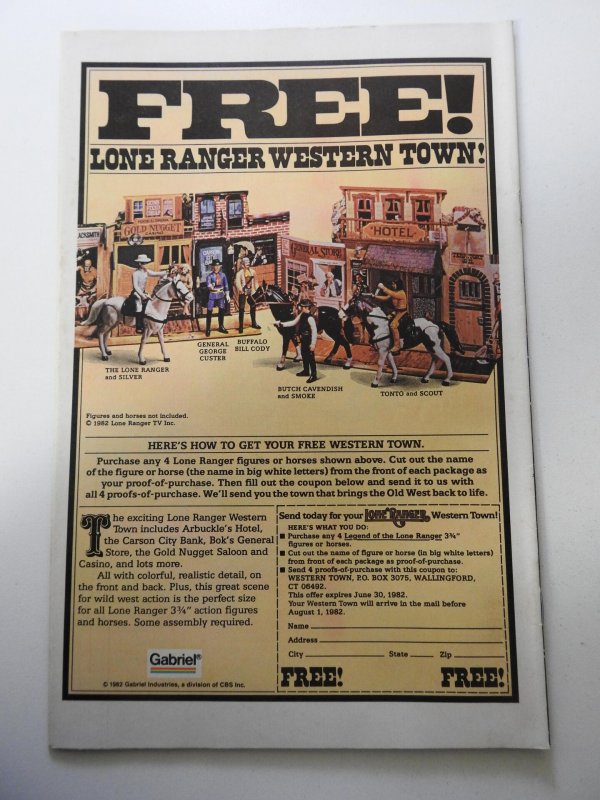 FREE!
LONE RANGER WESTERN TOWN!
GOLD NUGGET
CASINO
GENERAL STORE
HOTEL
THE LONE RANGER
and SILVER
GENERAL
GEORGE
CUSTER
BUFFALO
BILL CODY
BUTCH CAVENDISH
and SMOKE
TONTO and SCOUT
Figures and horses not included.
© 1982 Lone Ranger TV Inc.
HERE'S HOW TO GET YOUR FREE WESTERN TOWN.
Purchase any 4 Lone Ranger figures or horses shown above. Cut out the name
of the figure or horse (the name in big white letters) from the front of each package as
your proof-of-purchase. Then fill out the coupon below and send it to us with
all 4 proofs-of-purchase. We'll send you the town that brings the Old West back to life.
The exciting Lone Ranger Western
Town includes Arbuckle's Hotel,
the Carson City Bank, Bok's General
Store, the Gold Nugget Saloon and
Casino, and lots more.
All with colorful, realistic detail, on
the front and back. Plus, this great scene
for wild west action is the perfect size
for all Lone Ranger 3¾" action figures
and horses. Some assembly required.
Gabriel®
© 1982 Gabriel Industries, a division of CBS Inc.
Send today for your LONE RANGER Western Town!
HERE'S WHAT YOU DO:
■ Purchase any 4 Legend of the Lone Ranger 3¾"
figures or horses.
■ Cut out the name of figure or horse (in big white letters)
from front of each package as proof-of-purchase.
■ Send 4 proofs-of-purchase with this coupon to:
WESTERN TOWN, P.O. BOX 3075, WALLINGFORD,
CT 06492.
This offer expires June 30, 1982.
Your Western Town will arrive in the mail before
August 1, 1982.
Name
Address
City State Zip
FREE! FREE!